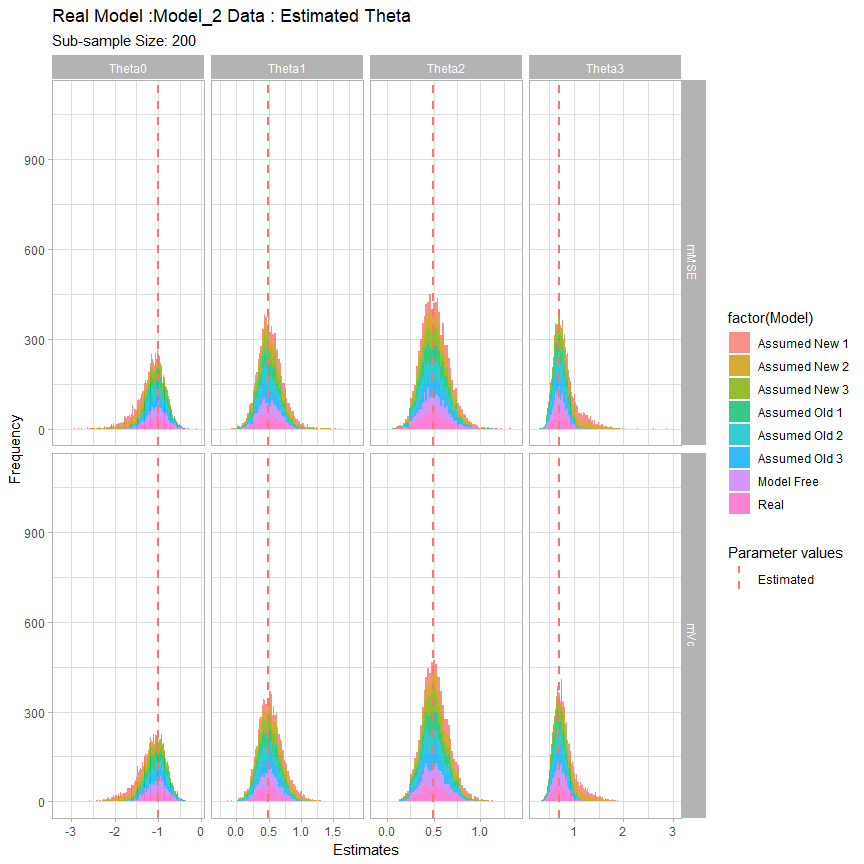 Real Model :Model_2 Data : Estimated Theta
Sub-sample Size: 200
Theta0 Theta1 Theta2 Theta3
900
600
300
0
mMSE
900
600
300
0
mVc
Frequency
-3 -2 -1 0
0.0 0.5 1.0 1.5
0.0 0.5 1.0
1 2 3
Estimates
factor(Model)
Assumed New 1
Assumed New 2
Assumed New 3
Assumed Old 1
Assumed Old 2
Assumed Old 3
Model Free
Real
Parameter values
Estimated